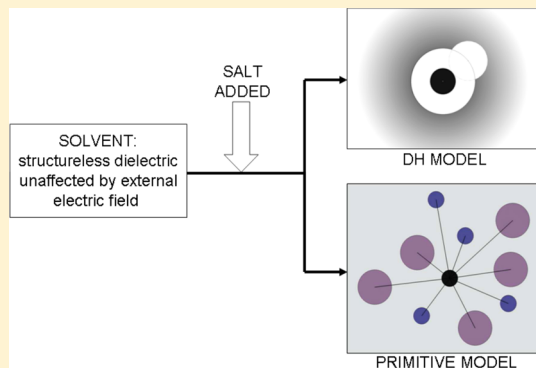 SALT
ADDED
SOLVENT:
structureless dielectric
unaffected by external
electric field
DH MODEL
PRIMITIVE MODEL